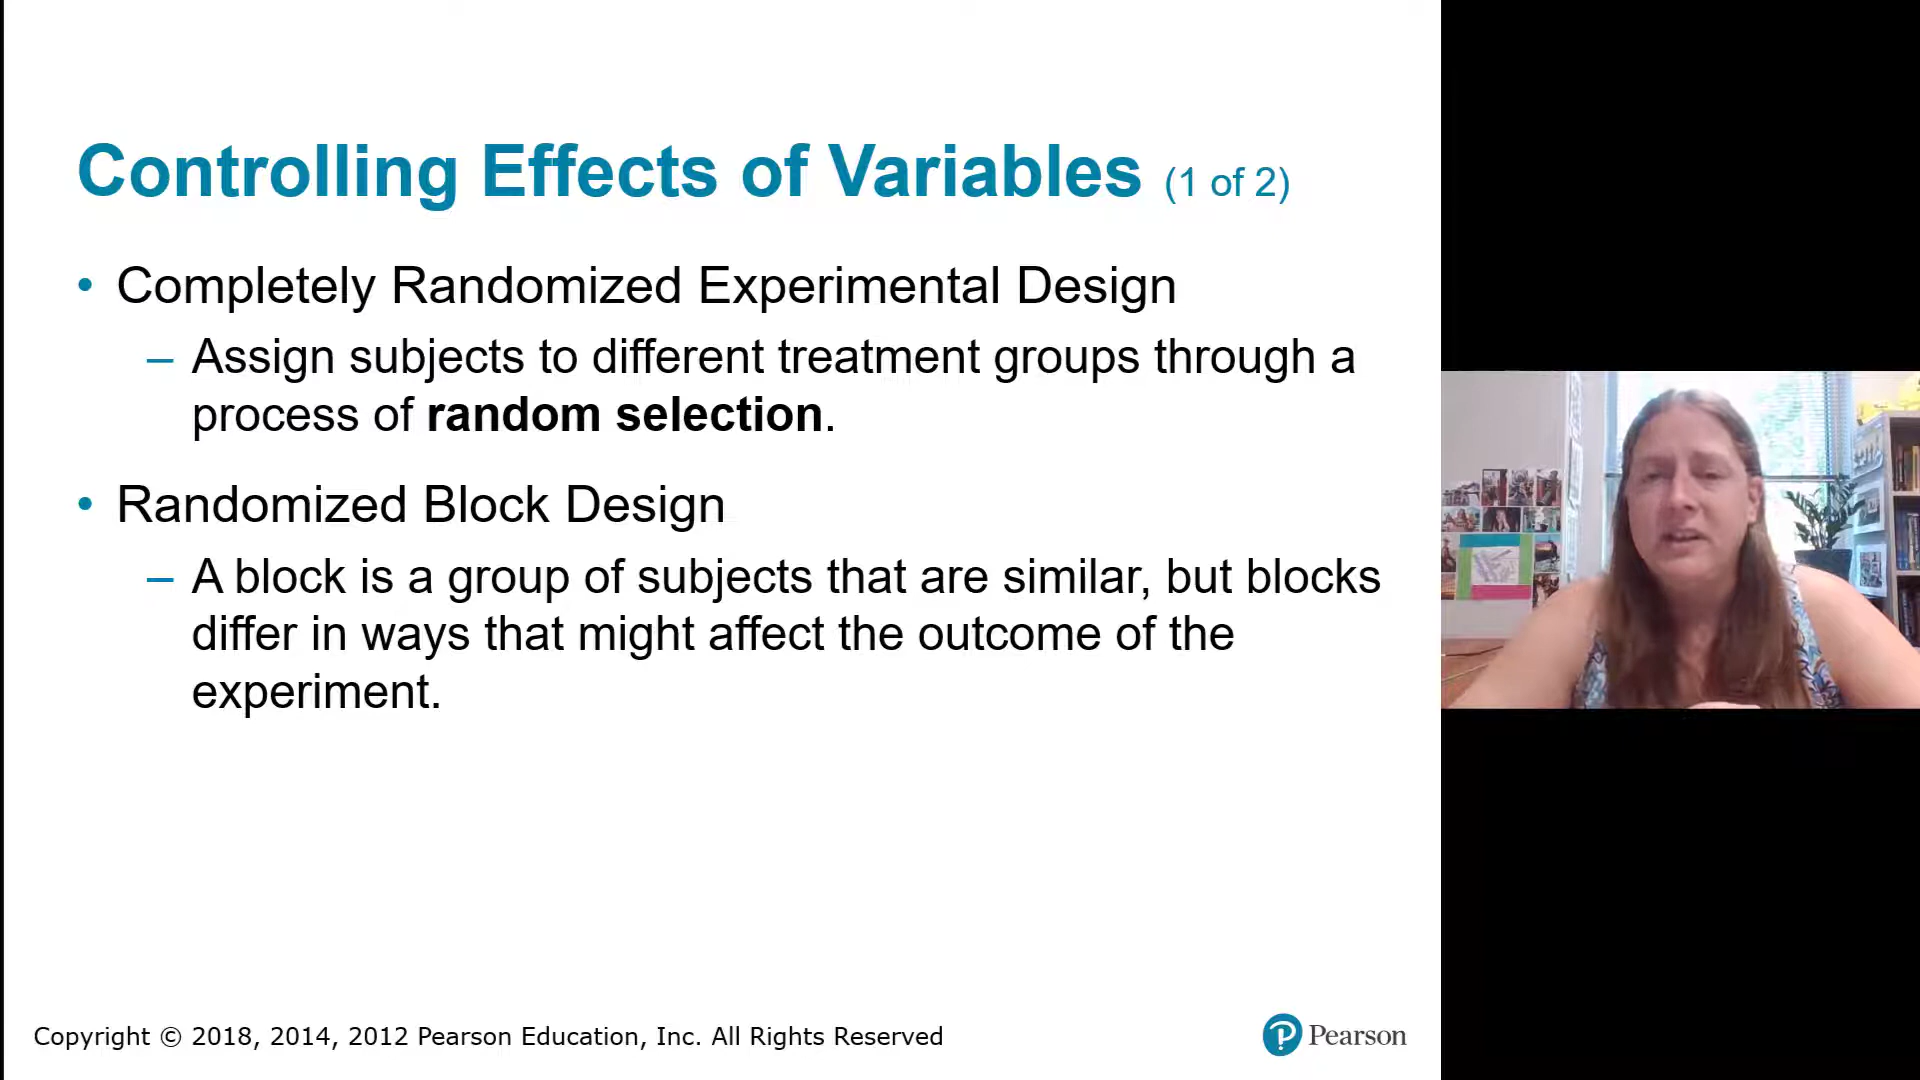 Controlling Effects of Variables (1 of 2)
• Completely Randomized Experimental Design
– Assign subjects to different treatment groups through a
process of random selection.
• Randomized Block Design
– A block is a group of subjects that are similar, but blocks
differ in ways that might affect the outcome of the
experiment.
Copyright © 2018, 2014, 2012 Pearson Education, Inc. All Rights Reserved
Pearson